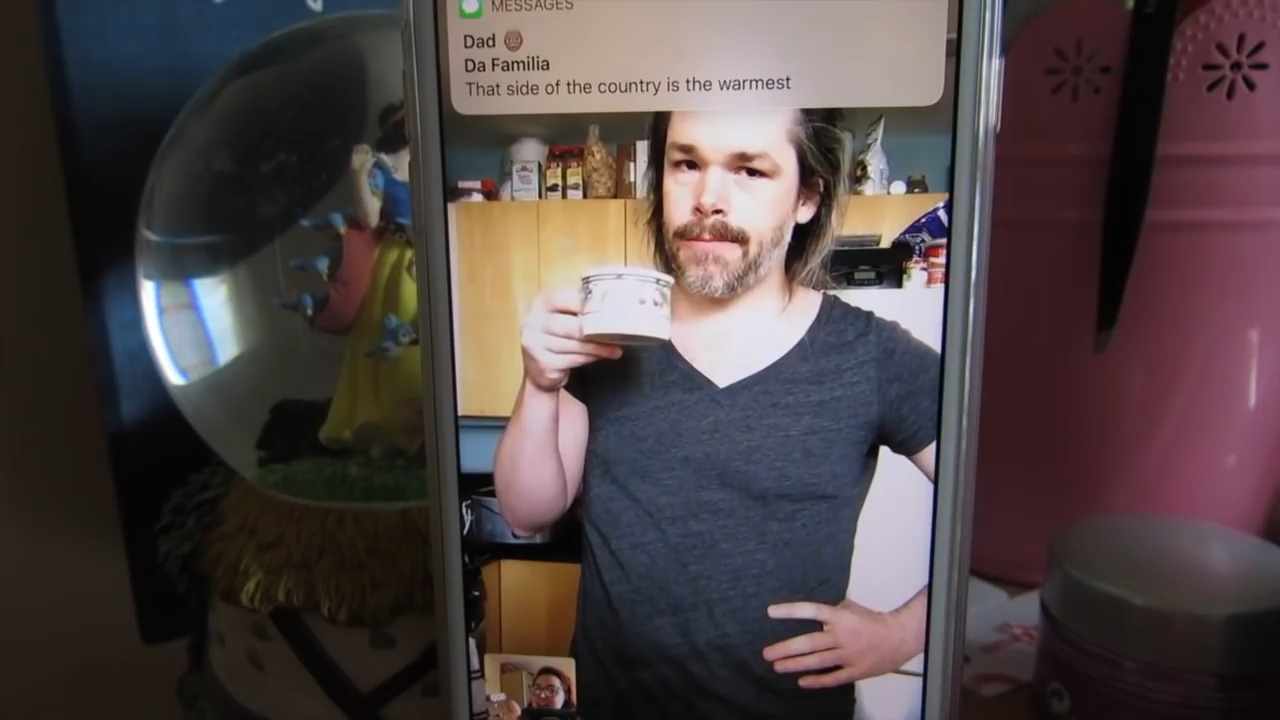 MESSAGES
Dad
Da Familia
That side of the country is the warmest